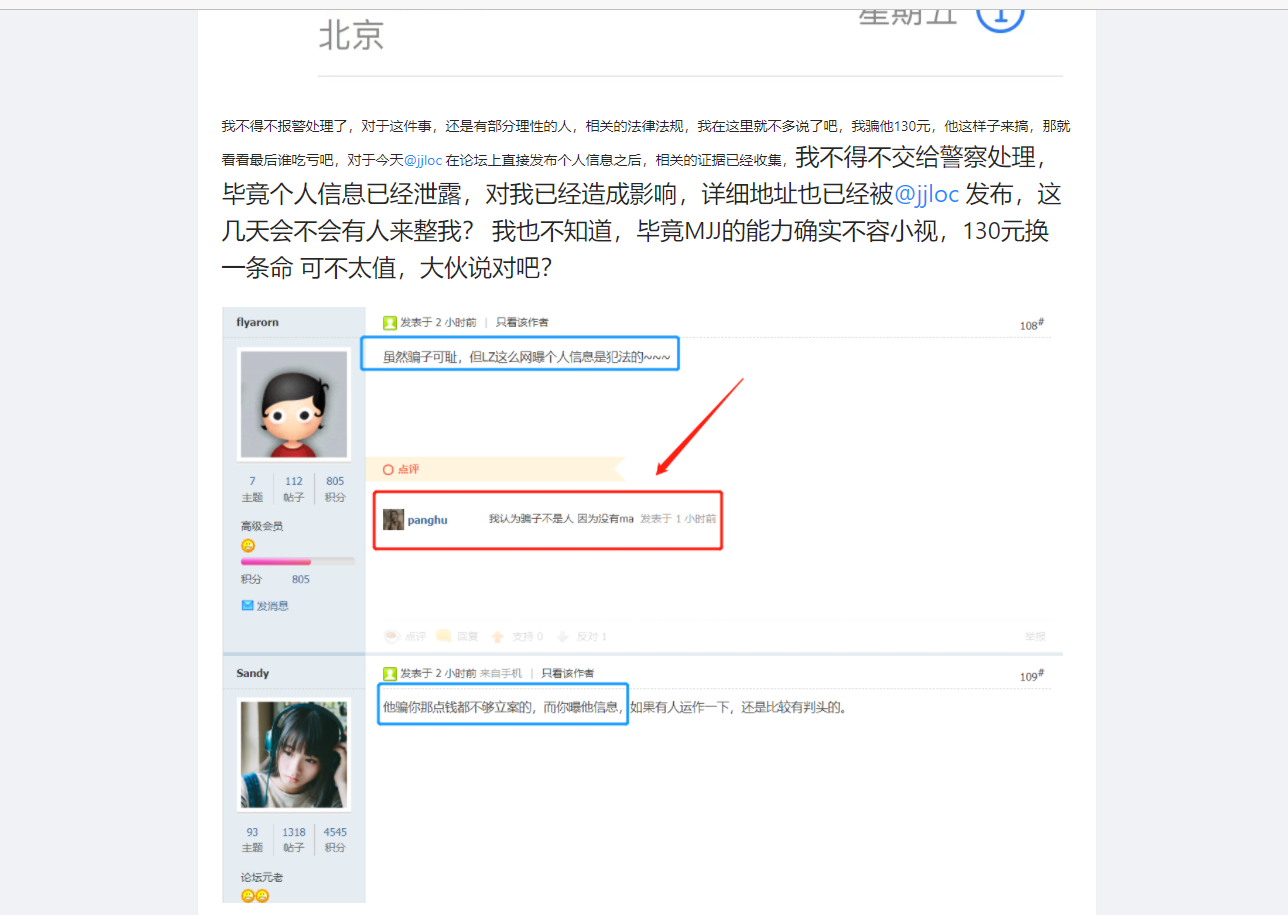 北京
星期五
1
我不得不报警处理了，对于这件事，还是有部分理性的人，相关的法律法规，我在这里就不多说了吧，我骗他130元，他这样子来搞，那就
看看最后谁吃亏吧，对于今天@jjloc 在论坛上直接发布个人信息之后，相关的证据已经收集，我不得不交给警察处理，
毕竟个人信息已经泄露，对我已经造成影响，详细地址也已经被@jjloc 发布，这
几天会不会有人来整我？ 我也不知道，毕竟MJJ的能力确实不容小视，130元换
一条命 可不太值，大伙说对吧？
flyarorn
发表于 2 小时前 | 只看该作者
108#
虽然骗子可耻，但LZ这么网曝个人信息是犯法的~~~
点评
7 112 805
主题 帖子 积分
panghu 我认为骗子不是人 因为没有ma 发表于 1 小时前
高级会员
积分 805
发消息
点评 回复 支持 0 反对 1 举报
Sandy
发表于 2 小时前 来自手机 | 只看该作者
109#
他骗你那点钱都不够立案的，而你曝他信息，如果有人运作一下，还是比较有判头的。
93 1318 4545
主题 帖子 积分
论坛元老